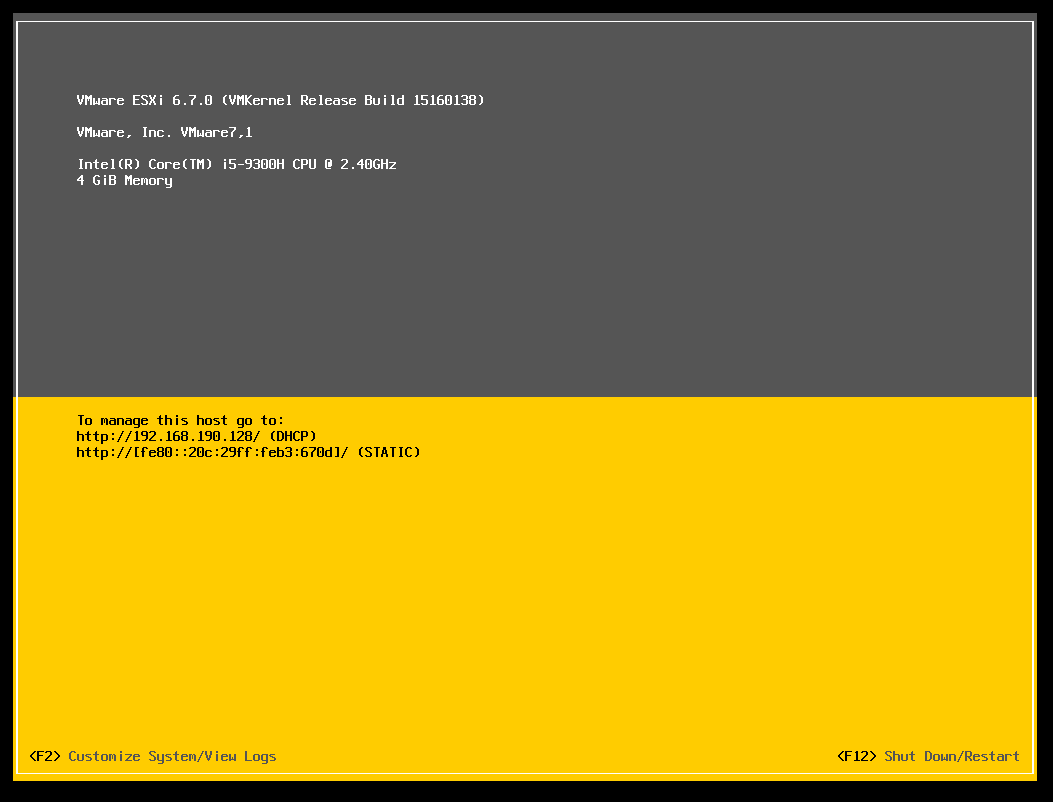 VMware ESXi 6.7.0 (VMKernel Release Build 15160138)
VMware, Inc. VMware7,1
Intel(R) Core(TM) i5-9300H CPU @ 2.40GHz
4 GiB Memory
To manage this host go to:
http://192.168.190.128/ (DHCP)
http://[fe80::20c:29ff:feb3:670d]/ (STATIC)
<F2> Customize System/View Logs
<F12> Shut Down/Restart